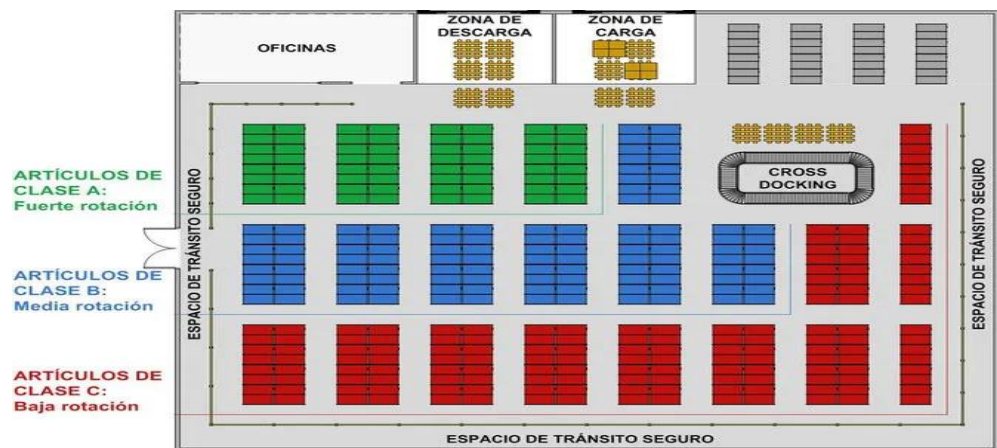 OFICINAS
ZONA DE
DESCARGA
ZONA DE
CARGA
ARTÍCULOS DE
CLASE A:
Fuerte rotación
ESPACIO DE TRÁNSITO SEGURO
CROSS
DOCKING
ESPACIO DE TRÁNSITO SEGURO
ARTÍCULOS DE
CLASE B:
Media rotación
ARTÍCULOS DE
CLASE C:
Baja rotación
ESPACIO DE TRÁNSITO SEGURO